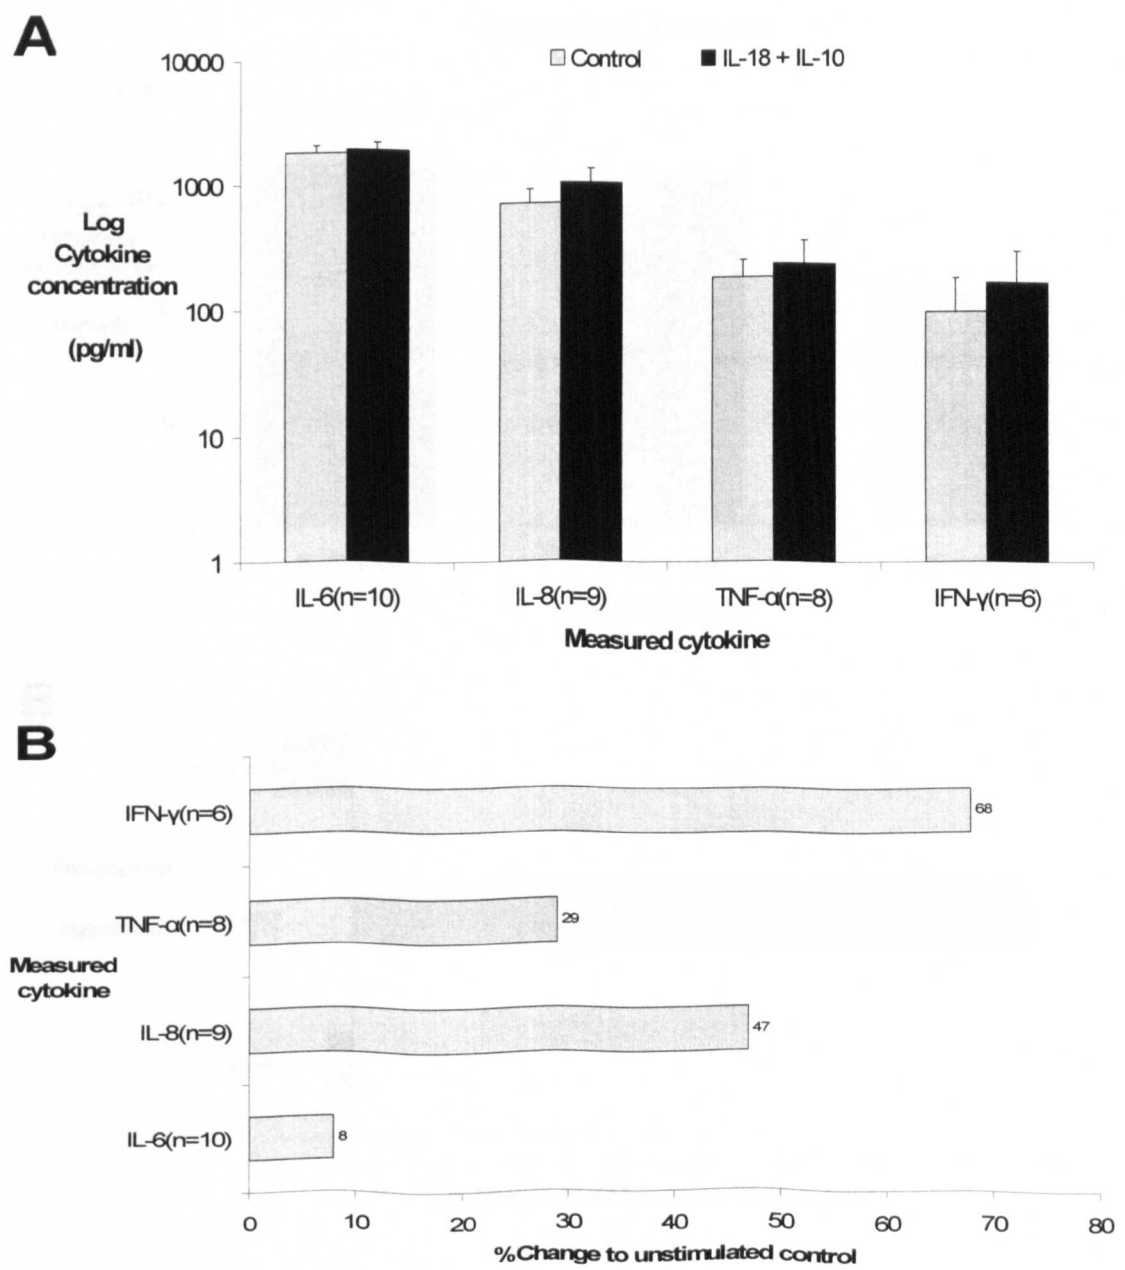 A
Control
IL-18 + IL-10
10000
1000
100
10
1
Log
Cytokine
concentration
(pg/ml)
IL-6(n=10)
IL-8(n=9)
TNF-α(n=8)
IFN-γ(n=6)
Measured cytokine
B
IFN-γ(n=6)
68
TNF-α(n=8)
29
Measured
cytokine
IL-8(n=9)
47
IL-6(n=10)
8
0 10 20 30 40 50 60 70 80
%Change to unstimulated control